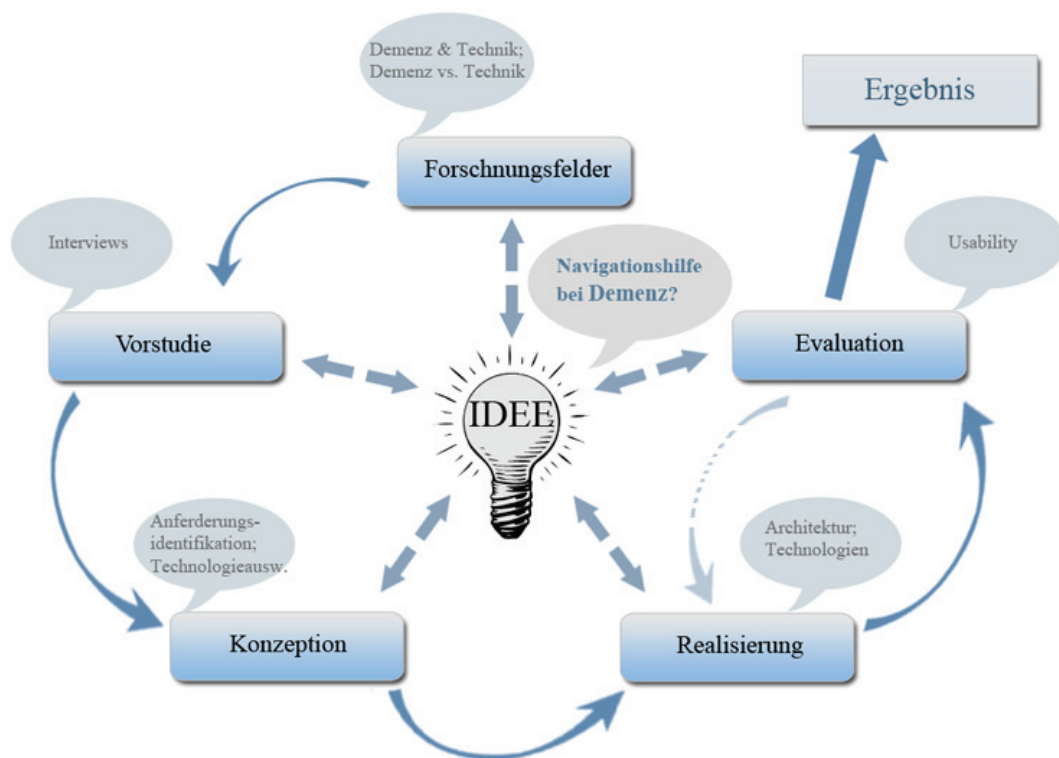 Demenz & Technik;
Demenz vs. Technik
Forschnungsfelder
Ergebnis
Interviews
Vorstudie
Navigationshilfe
bei Demenz?
Usability
Evaluation
IDEE
Anferderungs-
identifikation;
Technologieausw.
Konzeption
Architektur;
Technologien
Realisierung